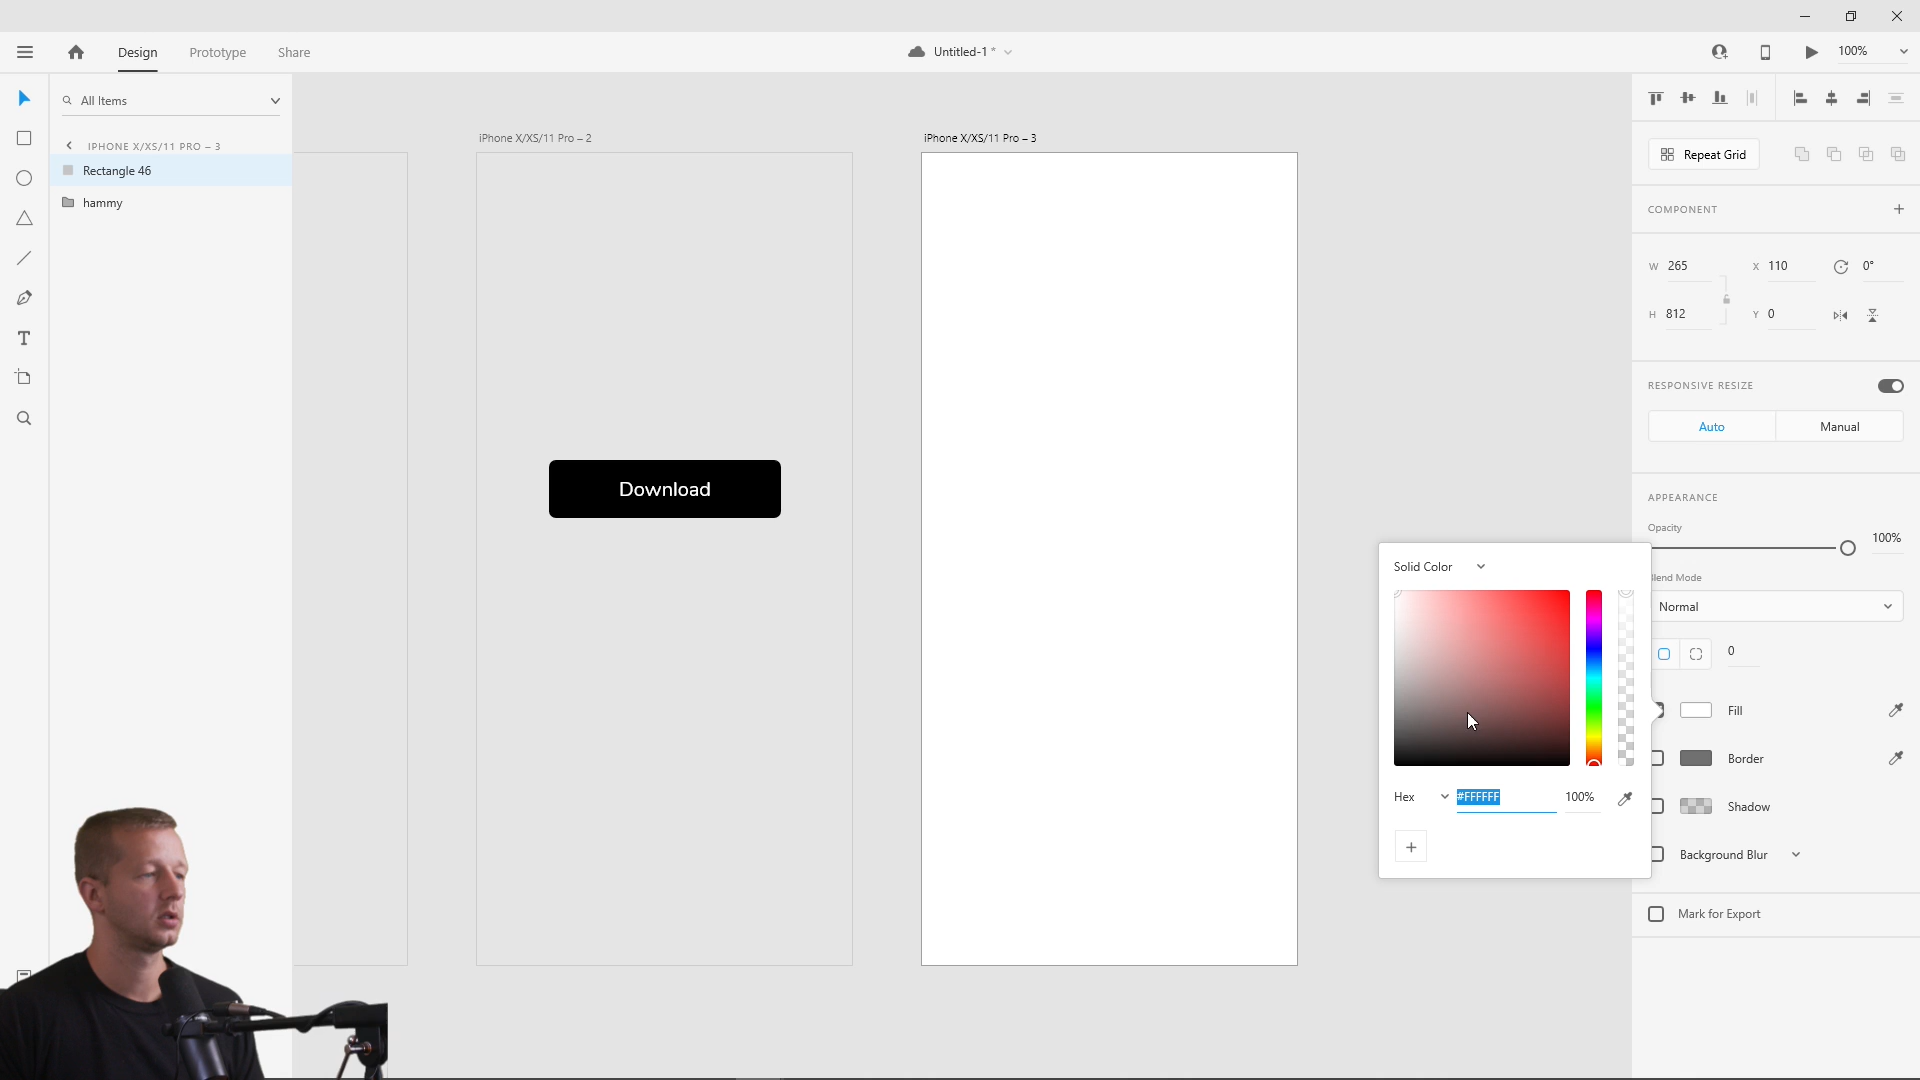 Design
Prototype
Share
Untitled-1 *
100%
All Items
IPHONE X/XS/11 PRO – 3
Rectangle 46
hammy
iPhone X/XS/11 Pro – 2
iPhone X/XS/11 Pro – 3
Download
Repeat Grid
COMPONENT
W 265
X 110
0°
H 812
Y 0
RESPONSIVE RESIZE
Auto
Manual
APPEARANCE
Opacity
100%
lend Mode
Normal
0
Fill
Border
Shadow
Background Blur
Mark for Export
Solid Color
Hex
#FFFFFF
100%